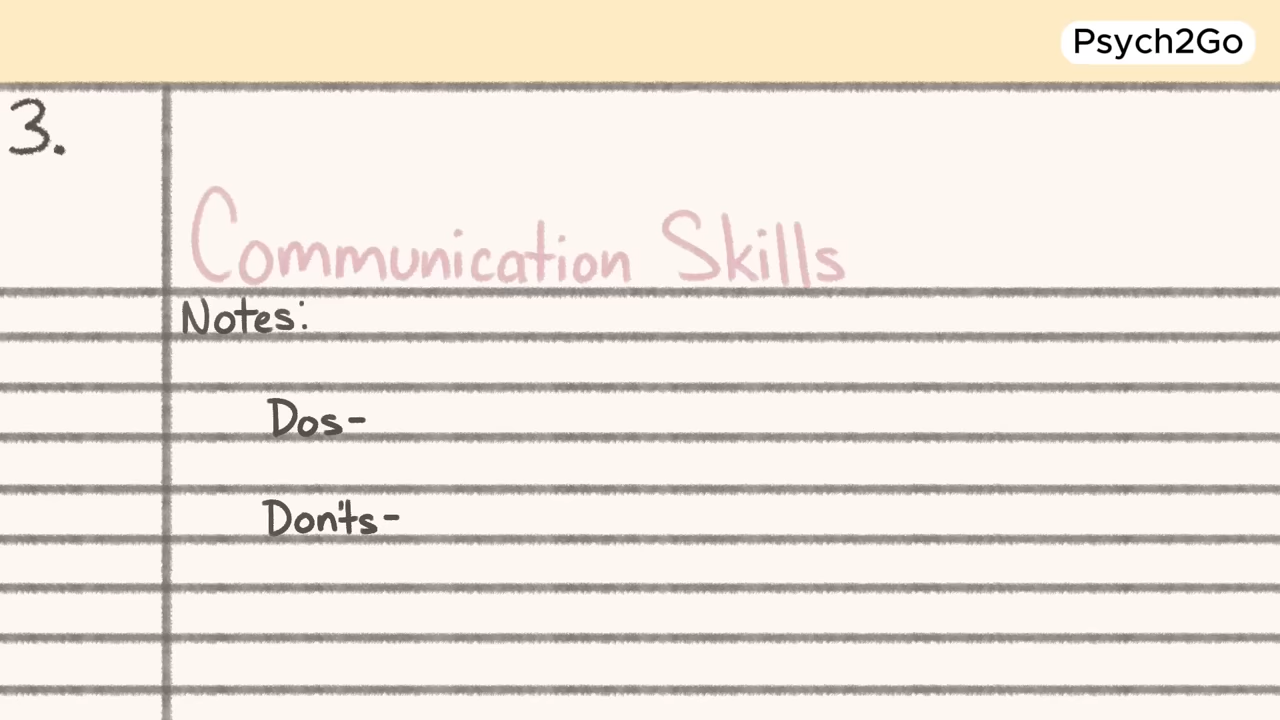 Psych2Go
3.
Communication Skills
Notes:
Dos-
Don'ts-